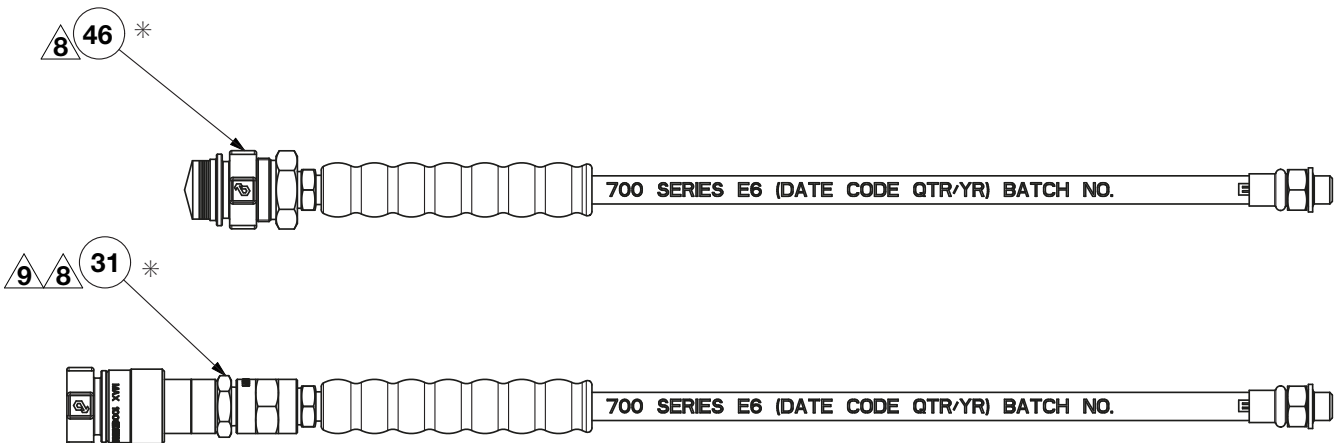 8 46 *
700 SERIES E6 (DATE CODE QTR/YR) BATCH NO.
9 8 31 *
MAX
700 SERIES E6 (DATE CODE QTR/YR) BATCH NO.